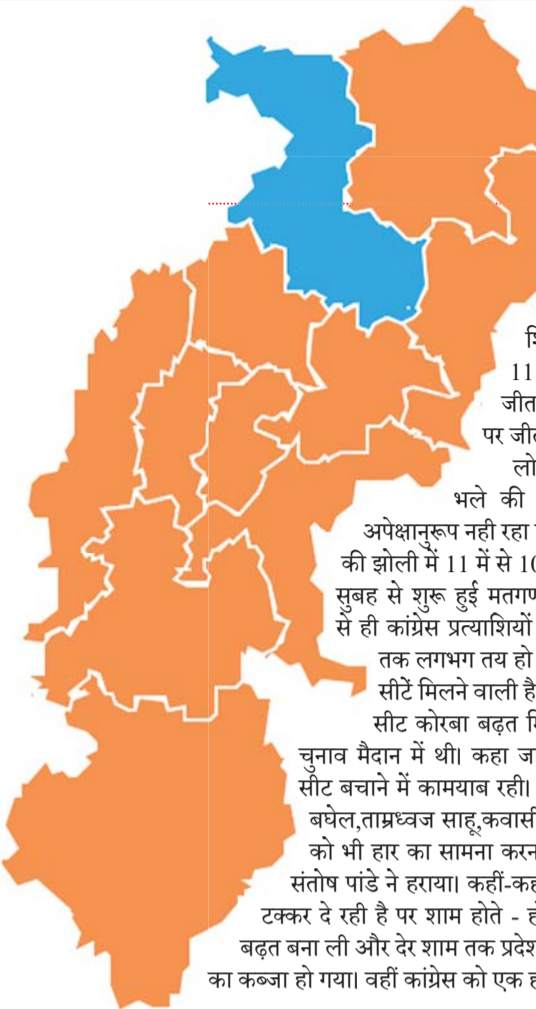 11
जीत
पर जीत
लो
भले की
अपेक्षानुरूप नही रहा
की झोली में 11 में से 10
सुबह से शुरू हुई मतगण
से ही कांग्रेस प्रत्याशियों
तक लगभग तय हो
सीटें मिलने वाली है
सीट कोरबा बढ़त मि
चुनाव मैदान में थी। कहा जा
सीट बचाने में कामयाब रही।
बघेल,ताम्रध्वज साहू,कवासी
को भी हार का सामना करन
संतोष पांडे ने हराया। कहीं-कह
टक्कर दे रही है पर शाम होते - ह
बढ़त बना ली और देर शाम तक प्रदेश
का कब्जा हो गया। वहीं कांग्रेस को एक ह